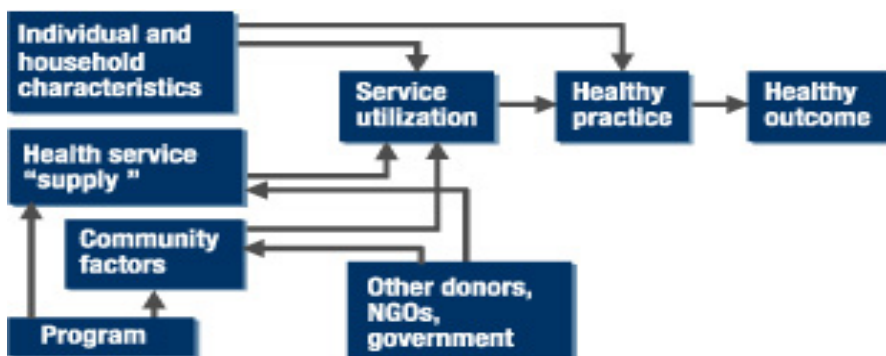 Individual and
household
characteristics
Service
utilization
Healthy
practice
Healthy
outcome
Health service
“supply ”
Community
factors
Other donors,
NGOs,
government
Program